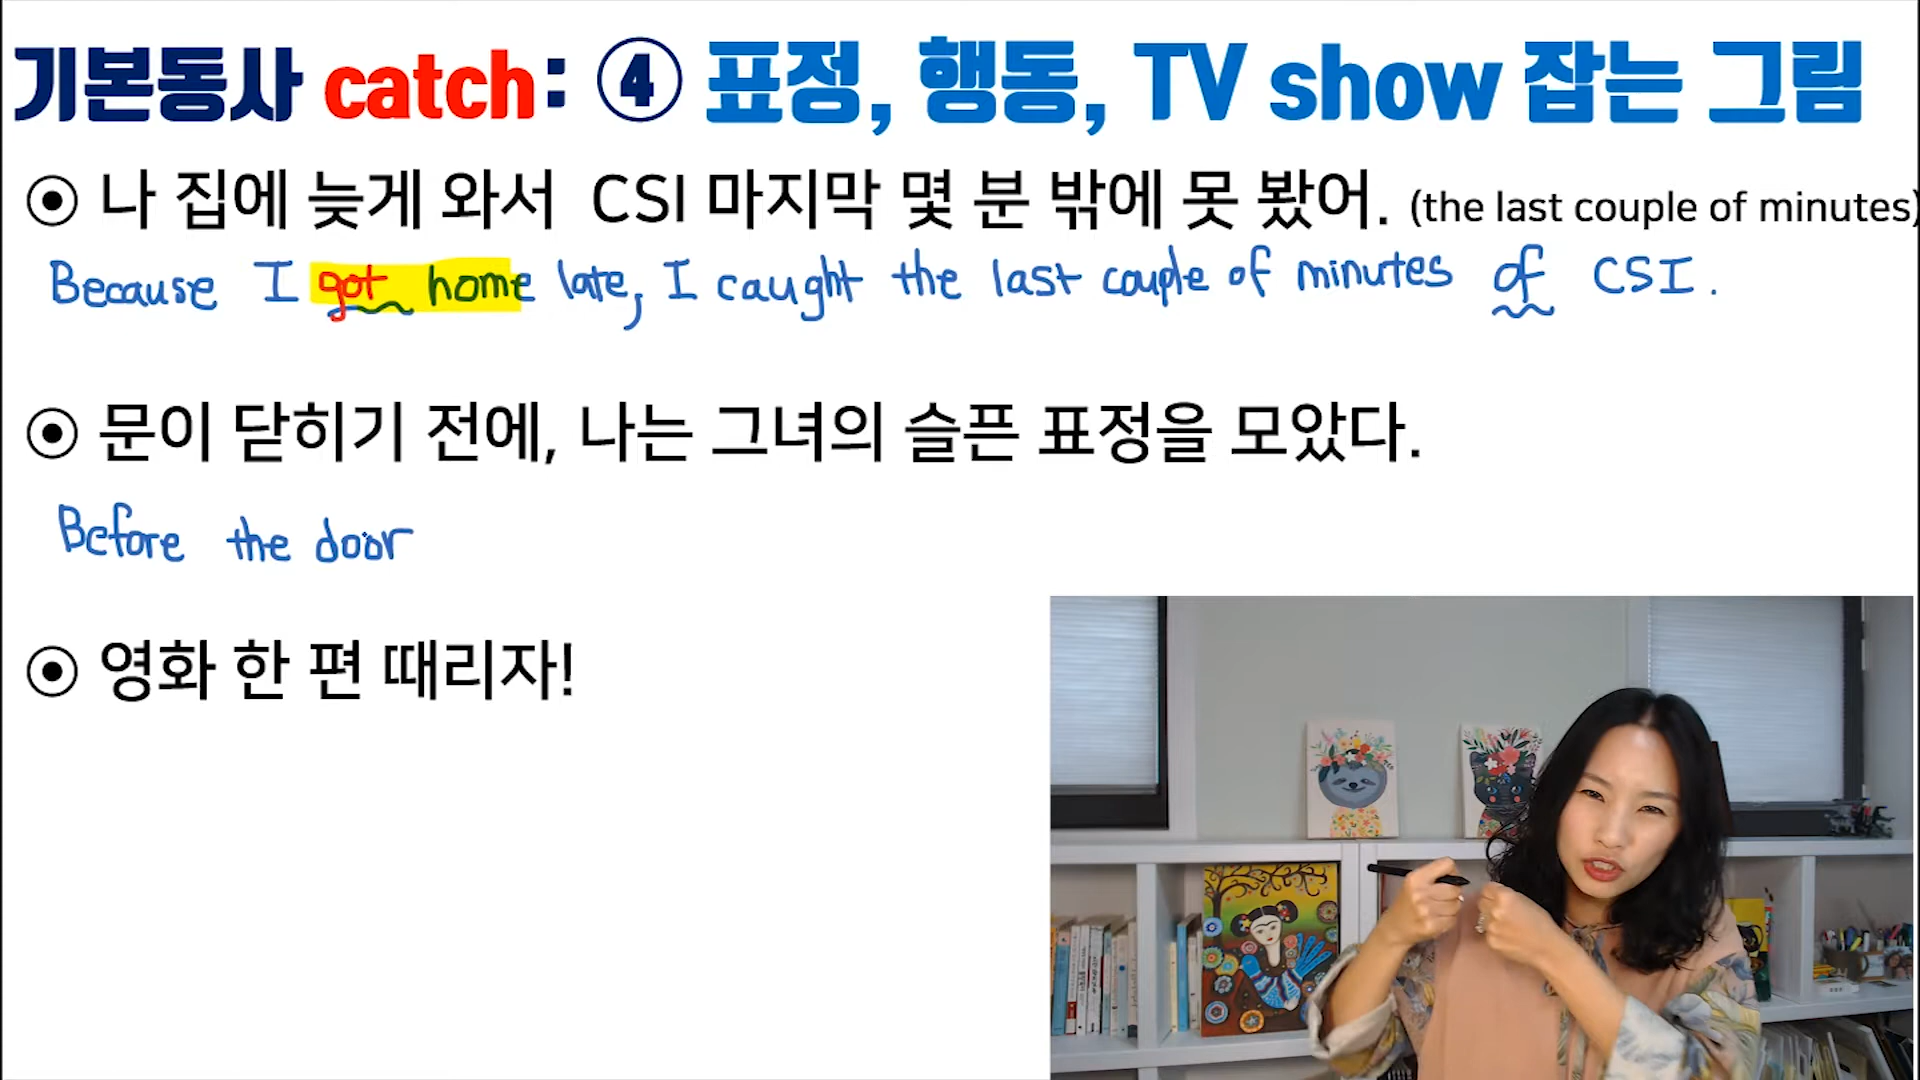 기본동사 catch: ④ 표정, 행동, TV show 잡는 그림
⦿ 나 집에 늦게 와서 CSI 마지막 몇 분 밖에 못 봤어. (the last couple of minutes)
Because I got home late, I caught the last couple of minutes of CSI.
⦿ 문이 닫히기 전에, 나는 그녀의 슬픈 표정을 모았다.
Before the door
⦿ 영화 한 편 때리자!